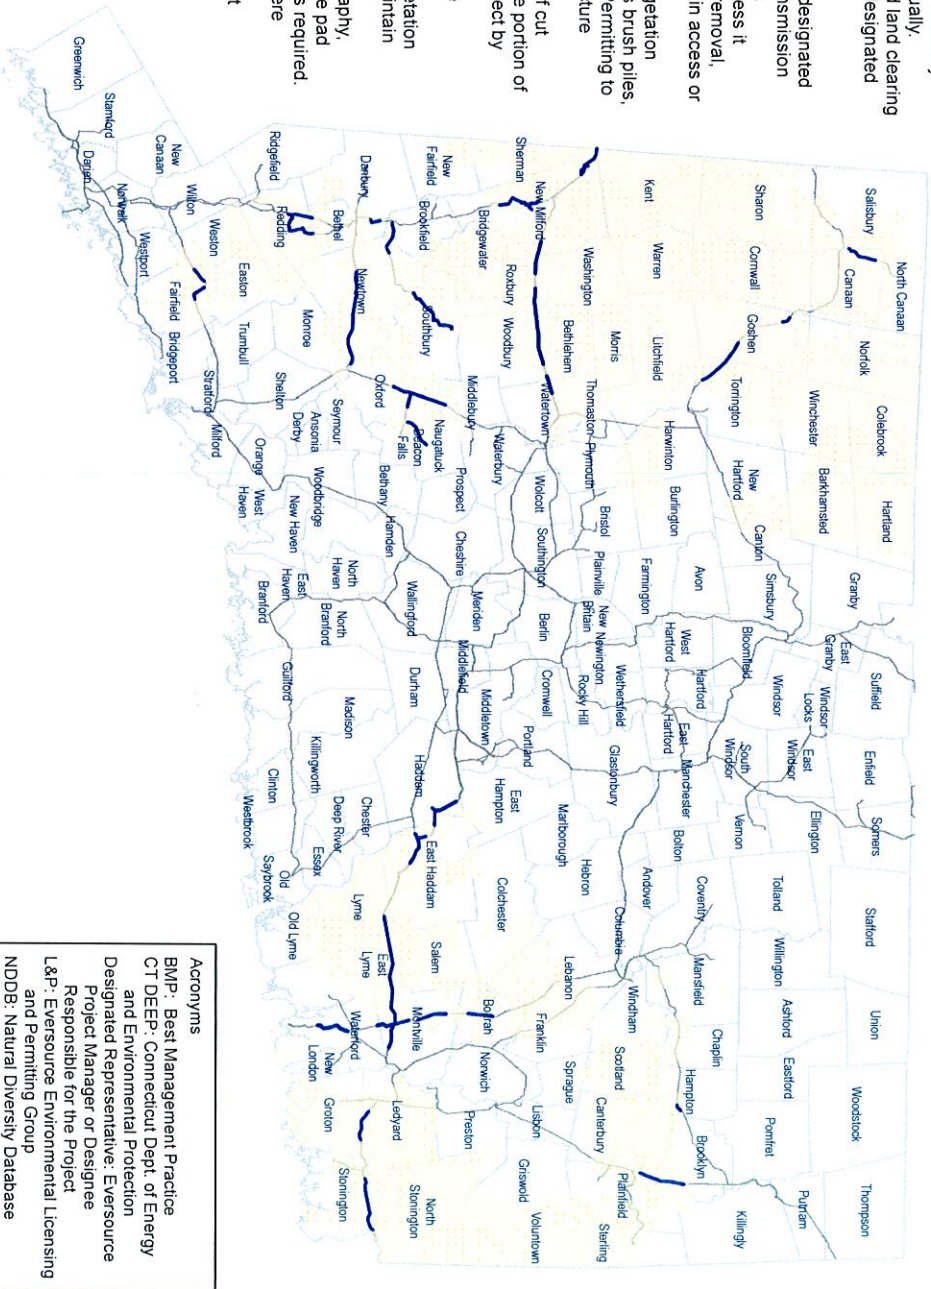 ually.
land clearing
esignated
designated
nsmission
ess it
removal,
in access or
getation
s brush piles,
Permitting to
ture
f cut
e portion of
ect by
etation
intain
aphy,
e pad
s required.
ere
t
North Canaan
Colebrook
Hartland
Suffield
Enfield
Somers
Stafford
Union
Woodstock
Thompson
Salisbury
Canaan
Norfolk
Granby
East
Granby
Windsor
Locks
East
Windsor
Ellington
Winchester
Barkhamsted
Sharon
Cornwall
Goshen
Torrington
New
Hartford
Canton
Simsbury
Bloomfield
Windsor
South
Windsor
Vernon
Tolland
Willington
Ashford
Eastford
Pomfret
Putnam
Kent
Warren
Litchfield
Harwinton
Burlington
Avon
Farmington
West
Hartford
Hartford
East
Hartford
Manchester
Bolton
Coventry
Mansfield
Chaplin
Hampton
Brooklyn
Killingly
Washington
Morris
Bethlehem
Thomaston
Plymouth
Bristol
Plainville
New
Britain
Newington
Wethersfield
Rocky Hill
Glastonbury
Andover
Columbia
Hebron
Marlborough
Windham
Scotland
Canterbury
Plainfield
Sterling
Sherman
New Milford
Bridgewater
Roxbury
Woodbury
Watertown
Wolcott
Southington
Berlin
Cromwell
Portland
East
Hampton
Colchester
Lebanon
Franklin
Sprague
Lisbon
Griswold
Voluntown
New
Fairfield
Brookfield
Southbury
Middlebury
Waterbury
Naugatuck
Prospect
Cheshire
Meriden
Middlefield
Middletown
East Haddam
Salem
Bozrah
Norwich
Preston
Danbury
Bethel
Newtown
Oxford
Beacon
Falls
Bethany
Hamden
Wallingford
Durham
Haddam
Chester
Lyme
East
Lyme
Montville
Ledyard
North
Stonington
Ridgefield
Redding
Monroe
Seymour
Shelton
Ansonia
Derby
Woodbridge
North
Haven
North
Branford
Madison
Killingworth
Deep River
Essex
Waterford
New
London
Groton
Stonington
Wilton
Weston
Easton
Trumbull
Orange
West
Haven
New Haven
East
Haven
Branford
Guilford
Clinton
Westbrook
Old
Saybrook
Old Lyme
New
Canaan
Norwalk
Westport
Fairfield
Bridgeport
Stratford
Milford
Greenwich
Stamford
Darien
Acronyms
BMP: Best Management Practice
CT DEEP: Connecticut Dept. of Energy
and Environmental Protection
Designated Representative: Eversource
Project Manager or Designee
Responsible for the Project
L&P: Eversource Environmental Licensing
and Permitting Group
NDDB: Natural Diversity Database